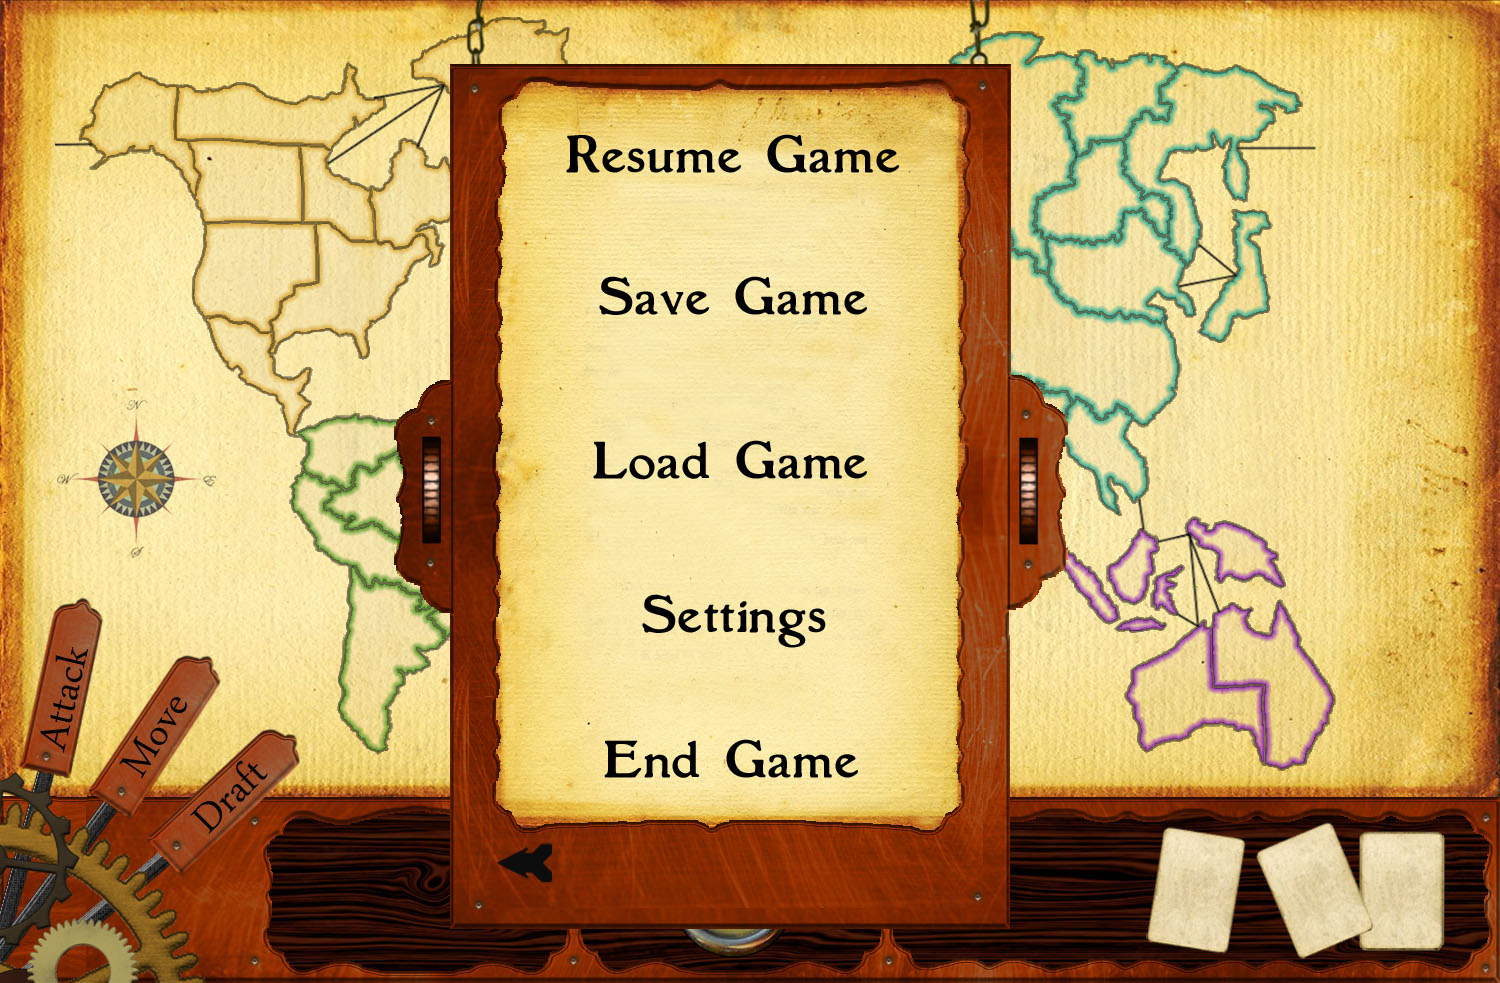 Resume Game
Save Game
Load Game
Settings
End Game
N
W
E
S
Attack
Move
Draft